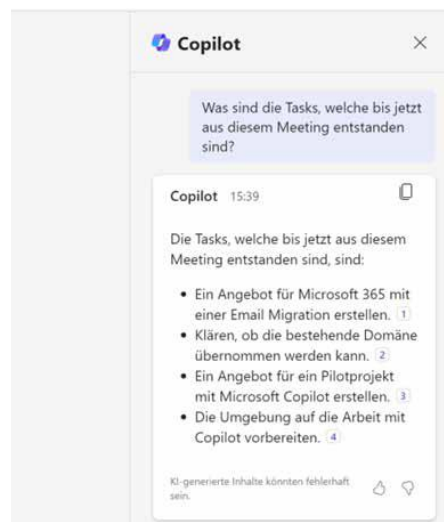 Copilot
Was sind die Tasks, welche bis jetzt
aus diesem Meeting entstanden
sind?
Copilot 15:39
Die Tasks, welche bis jetzt aus diesem
Meeting entstanden sind, sind:
• Ein Angebot für Microsoft 365 mit
einer Email Migration erstellen. 1
• Klären, ob die bestehende Domäne
übernommen werden kann. 2
• Ein Angebot für ein Pilotprojekt
mit Microsoft Copilot erstellen. 3
• Die Umgebung auf die Arbeit mit
Copilot vorbereiten. 4
KI-generierte Inhalte könnten fehlerhaft
sein.